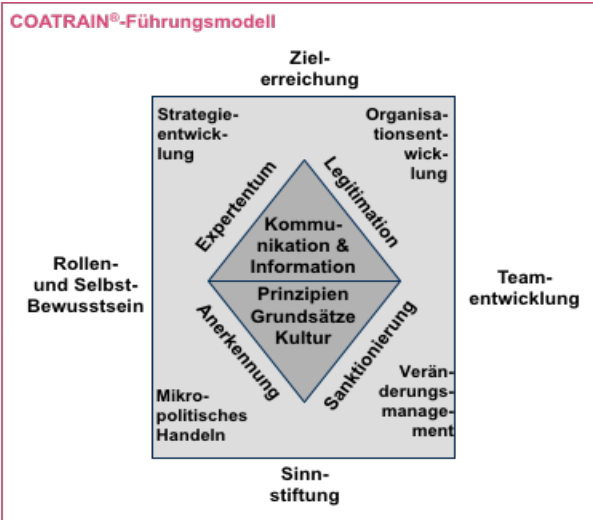 COATRAIN®-Führungsmodell
Ziel-
erreichung
Strategie-
entwick-
lung
Organisa-
tionsent-
wick-
lung
Expertentum
Legitimation
Kommu-
nikation &
Information
Rollen-
und Selbst-
Bewusstsein
Prinzipien
Grundsätze
Kultur
Team-
entwicklung
Anerkennung
Sanktionierung
Mikro-
politisches
Handeln
Verän-
derungs-
manage-
ment
Sinn-
stiftung